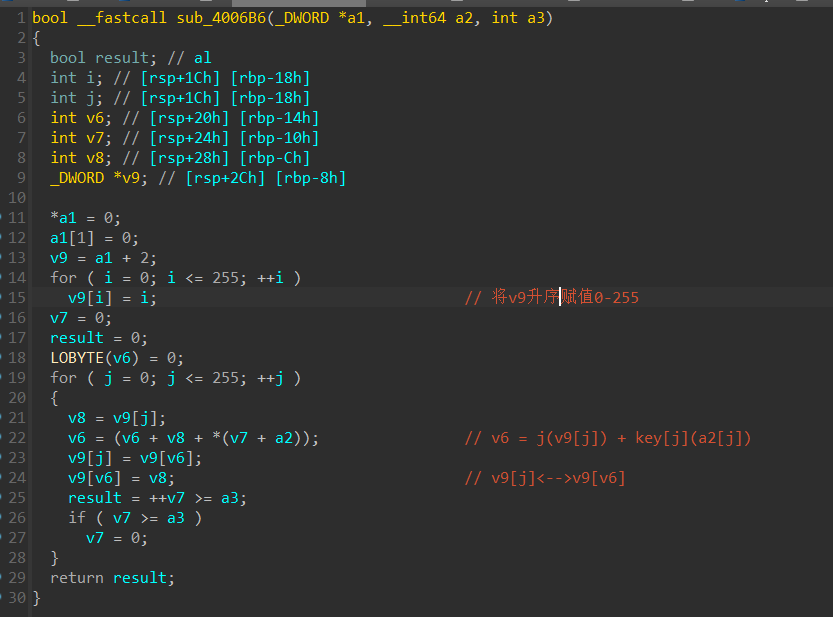 1 bool __fastcall sub_4006B6(_DWORD *a1, __int64 a2, int a3)
2 {
3   bool result; // al
4   int i; // [rsp+1Ch] [rbp-18h]
5   int j; // [rsp+1Ch] [rbp-18h]
6   int v6; // [rsp+20h] [rbp-14h]
7   int v7; // [rsp+24h] [rbp-10h]
8   int v8; // [rsp+28h] [rbp-Ch]
9   _DWORD *v9; // [rsp+2Ch] [rbp-8h]
10
11   *a1 = 0;
12   a1[1] = 0;
13   v9 = a1 + 2;
14   for ( i = 0; i <= 255; ++i )
15     v9[i] = i; // 将v9升序赋值0-255
16   v7 = 0;
17   result = 0;
18   LOBYTE(v6) = 0;
19   for ( j = 0; j <= 255; ++j )
20   {
21     v8 = v9[j];
22     v6 = (v6 + v8 + *(v7 + a2)); // v6 = j(v9[j]) + key[j](a2[j])
23     v9[j] = v9[v6];
24     v9[v6] = v8; // v9[j]<-->v9[v6]
25     result = ++v7 >= a3;
26     if ( v7 >= a3 )
27       v7 = 0;
28   }
29   return result;
30 }